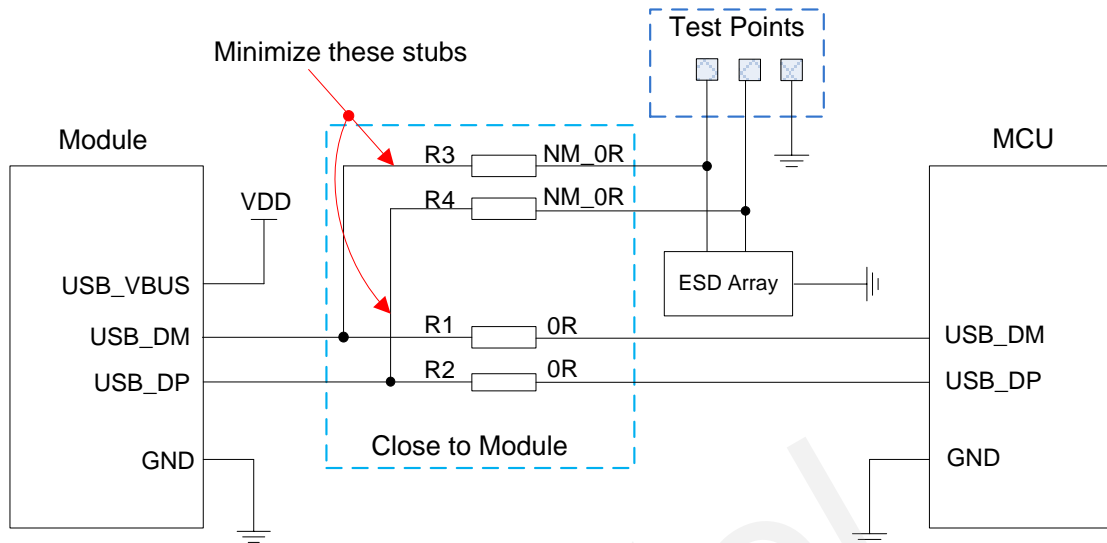 Test Points
Minimize these stubs
Module
MCU
R3 NM_0R
R4 NM_0R
VDD
ESD Array
USB_VBUS
USB_DM
R1 0R
USB_DM
USB_DP
R2 0R
USB_DP
Close to Module
GND
GND